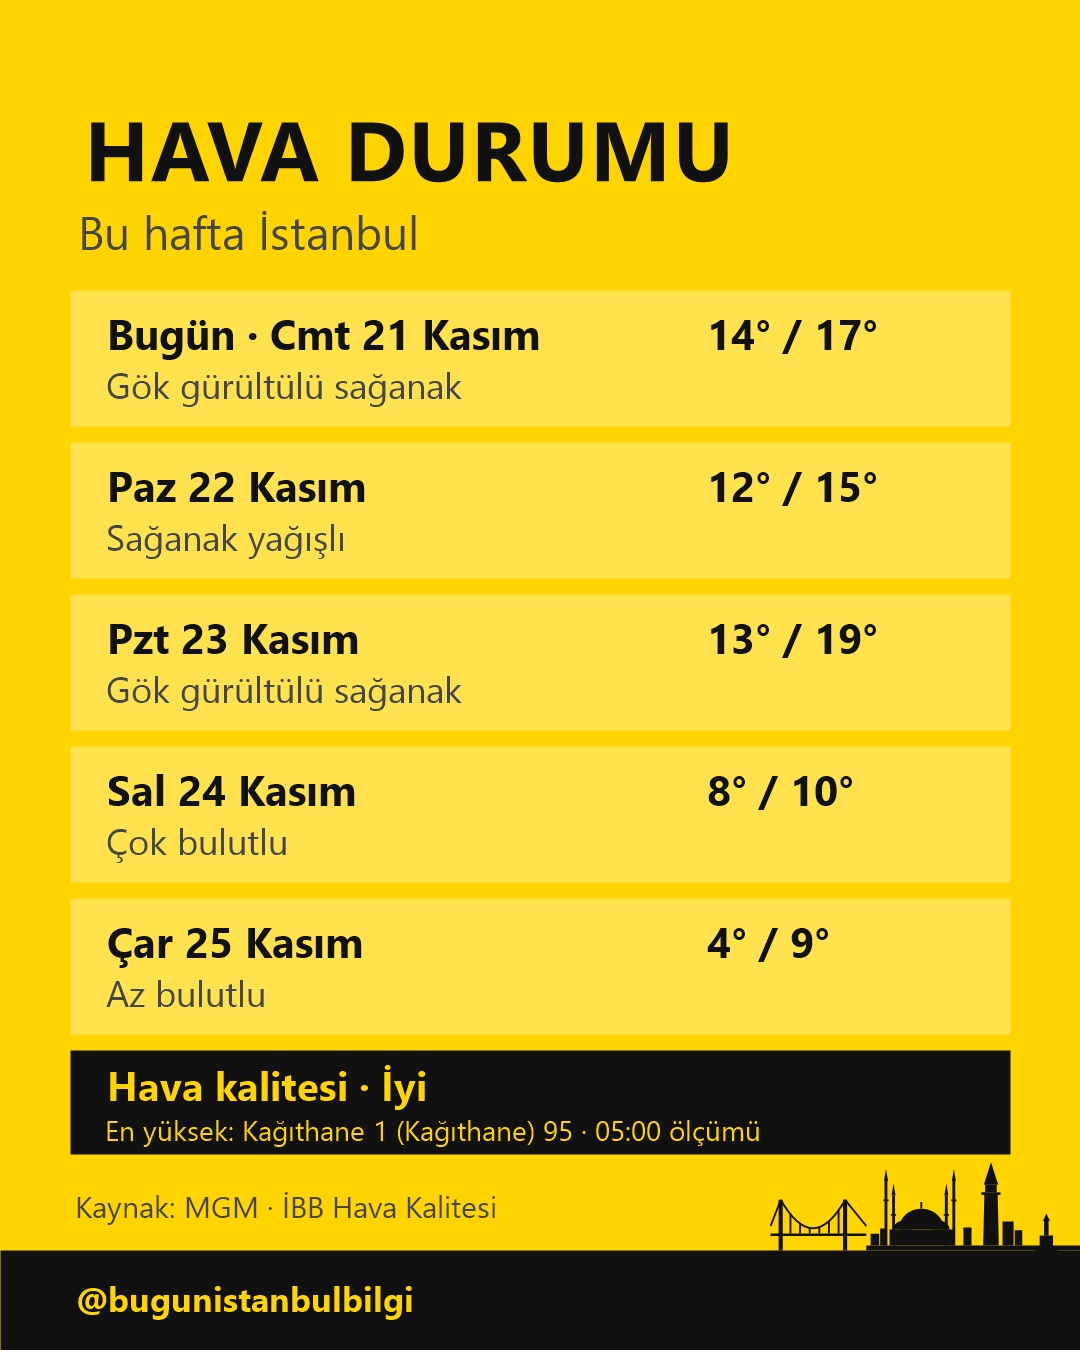 HAVA DURUMU
Bu hafta İstanbul
Bugün · Cmt 21 Kasım 14° / 17°
Gök gürültülü sağanak
Paz 22 Kasım 12° / 15°
Sağanak yağışlı
Pzt 23 Kasım 13° / 19°
Gök gürültülü sağanak
Sal 24 Kasım 8° / 10°
Çok bulutlu
Çar 25 Kasım 4° / 9°
Az bulutlu
Hava kalitesi · İyi
En yüksek: Kağıthane 1 (Kağıthane) 95 · 05:00 ölçümü
Kaynak: MGM · İBB Hava Kalitesi
@bugunistanbulbilgi